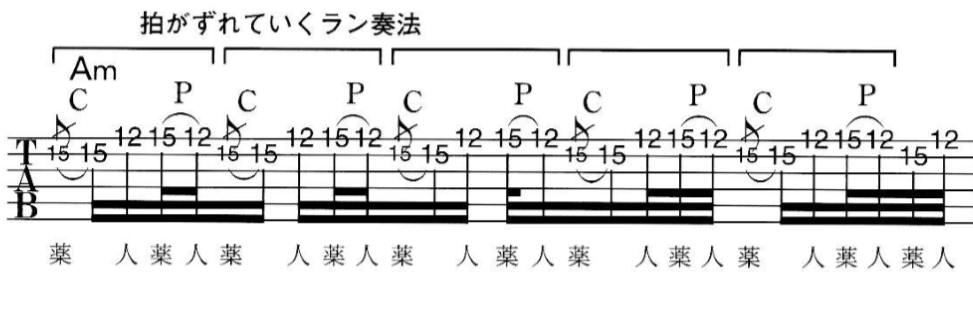 拍がずれていくラン奏法
Am
C P C P C P C P C P
12 15 12 12 15 12 12 15 12 12 15 12 12 15 12 12
T 15 15 15 15 15 15 15 15 15 15 15
A
B
薬 人 薬 人 薬 人 薬 人 薬 人 薬 人 薬 人 薬 人 薬 人 薬 人 薬 人